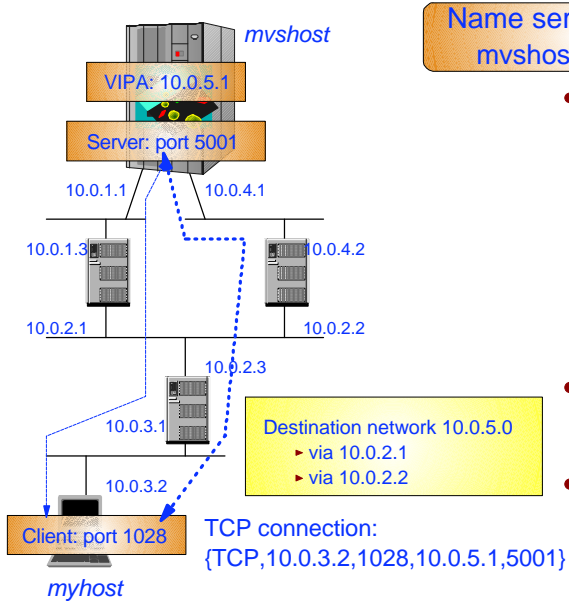 mvshost
Name ser
mvshos
VIPA: 10.0.5.1
Server: port 5001
10.0.1.1
10.0.4.1
10.0.1.3
10.0.4.2
10.0.2.1
10.0.2.2
10.0.2.3
10.0.3.1
Destination network 10.0.5.0
► via 10.0.2.1
► via 10.0.2.2
10.0.3.2
Client: port 1028
TCP connection:
{TCP,10.0.3.2,1028,10.0.5.1,5001}
myhost